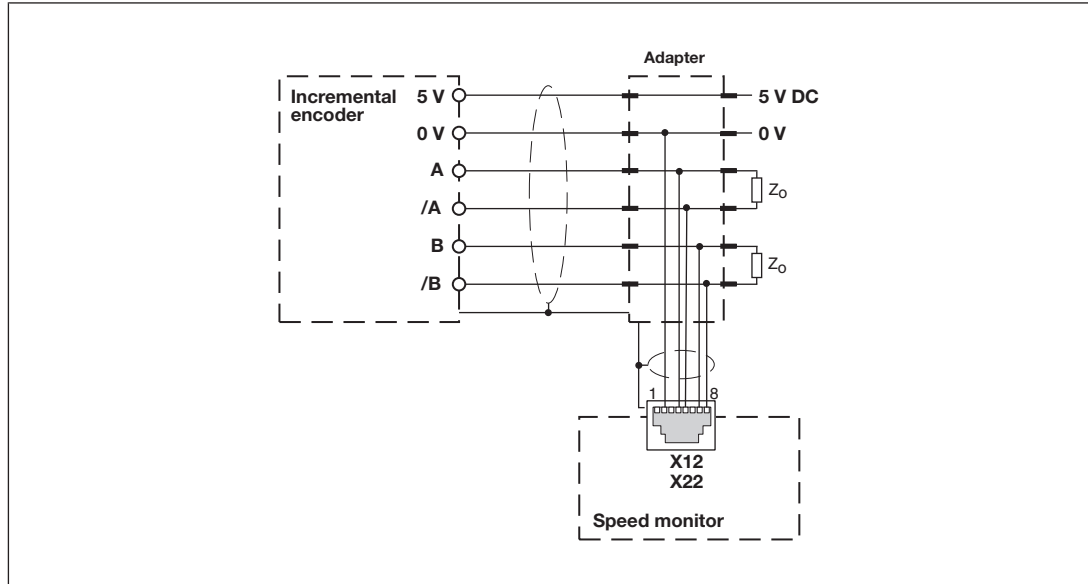 Adapter
Incremental
encoder
5 V
5 V DC
0 V
0 V
A
/A
Z₀
B
/B
Z₀
1
8
X12
X22
Speed monitor